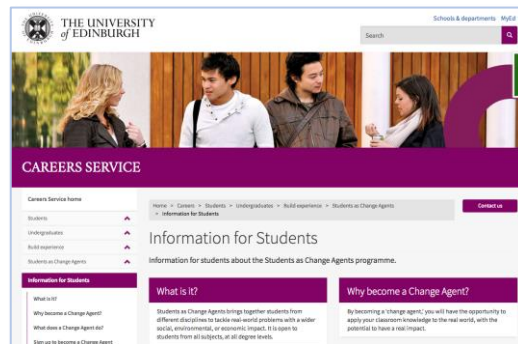 THE UNIVERSITY
of EDINBURGH
Schools & departments MyEd
Search
CAREERS SERVICE
Careers Service home
Students
Undergraduates
Build experience
Students as Change Agents
Information for Students
What is it?
Why become a Change Agent?
What does a Change Agent do?
Sign up to become a Change Agent
Home > Careers > Students > Undergraduates > Build experience > Students as Change Agents
> Information for Students
Contact us
Information for Students
Information for students about the Students as Change Agents programme.
What is it?
Students as Change Agents brings together students from
different disciplines to tackle real-world problems with a wider
social, environmental, or economic impact. It is open to
students from all subjects, at all degree levels.
Why become a Change Agent?
By becoming a 'change agent,' you will have the opportunity to
apply your classroom knowledge to the real world, with the
potential to have a real impact.